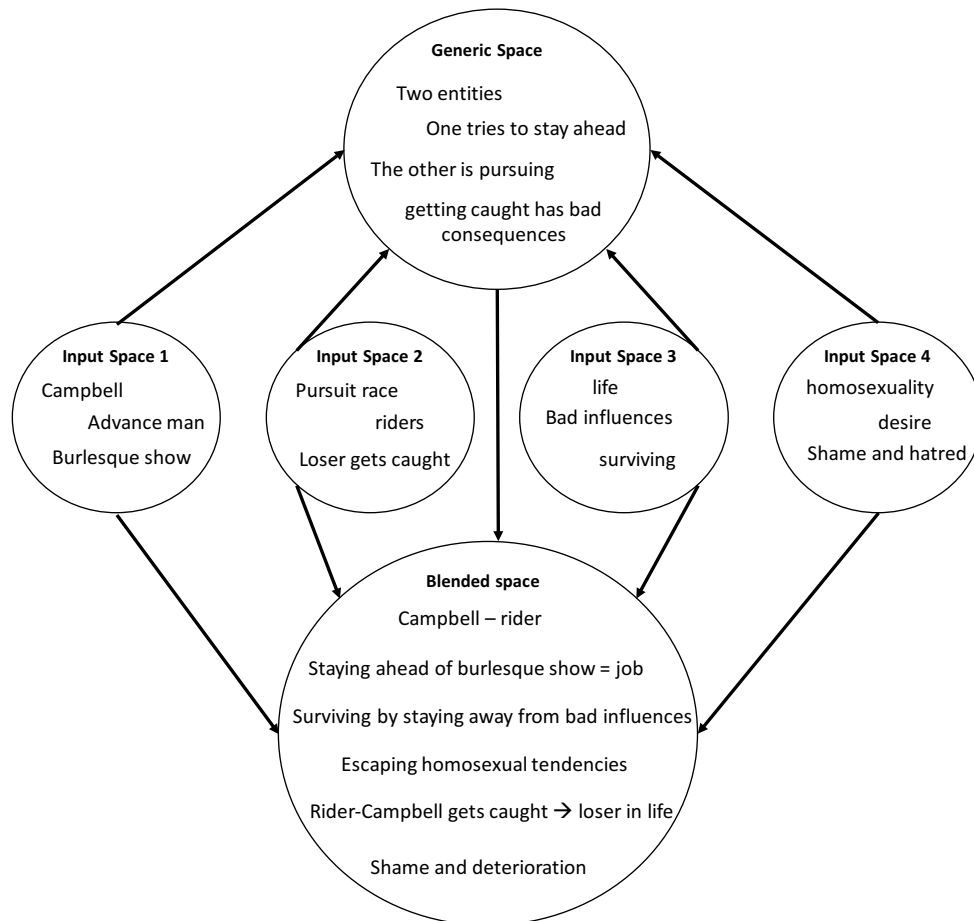 Generic Space
Two entities
One tries to stay ahead
The other is pursuing
getting caught has bad
consequences
Input Space 1
Campbell
Advance man
Burlesque show
Input Space 2
Pursuit race
riders
Loser gets caught
Input Space 3
life
Bad influences
surviving
Input Space 4
homosexuality
desire
Shame and hatred
Blended space
Campbell – rider
Staying ahead of burlesque show = job
Surviving by staying away from bad influences
Escaping homosexual tendencies
Rider-Campbell gets caught → loser in life
Shame and deterioration